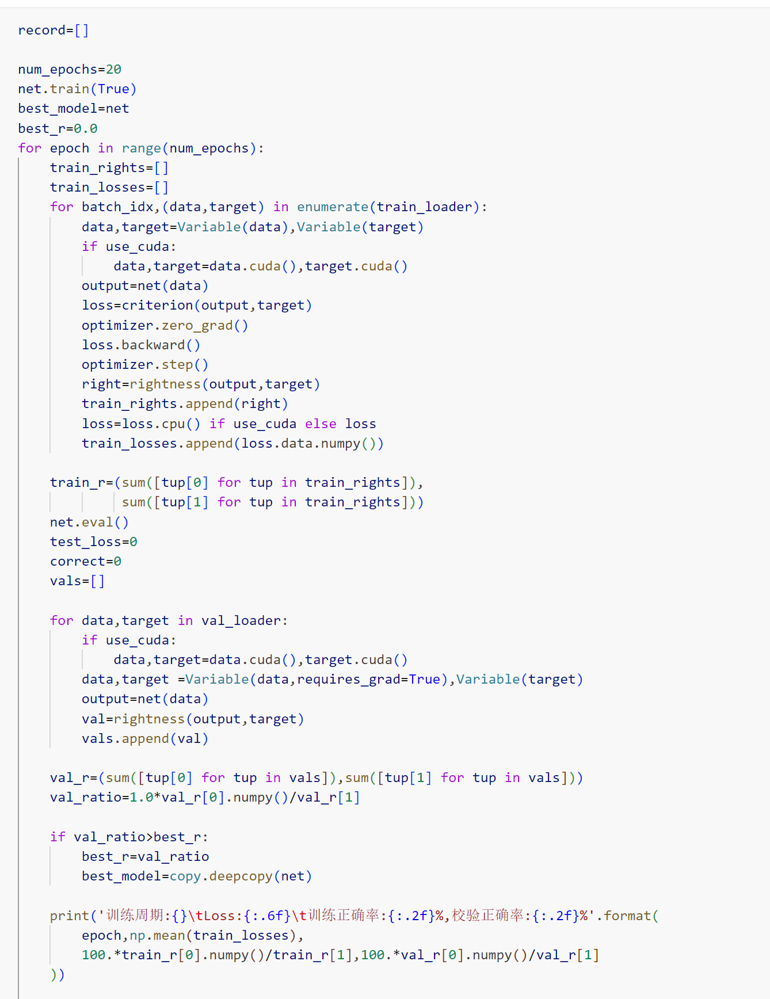 record=[]
num_epochs=20
net.train(True)
best_model=net
best_r=0.0
for epoch in range(num_epochs):
    train_rights=[]
    train_losses=[]
    for batch_idx,(data,target) in enumerate(train_loader):
        data,target=Variable(data),Variable(target)
        if use_cuda:
            data,target=data.cuda(),target.cuda()
        output=net(data)
        loss=criterion(output,target)
        optimizer.zero_grad()
        loss.backward()
        optimizer.step()
        right=rightness(output,target)
        train_rights.append(right)
        loss=loss.cpu() if use_cuda else loss
        train_losses.append(loss.data.numpy())
    train_r=(sum([tup[0] for tup in train_rights]),
             sum([tup[1] for tup in train_rights]))
    net.eval()
    test_loss=0
    correct=0
    vals=[]
    for data,target in val_loader:
        if use_cuda:
            data,target=data.cuda(),target.cuda()
        data,target =Variable(data,requires_grad=True),Variable(target)
        output=net(data)
        val=rightness(output,target)
        vals.append(val)
    val_r=(sum([tup[0] for tup in vals]),sum([tup[1] for tup in vals]))
    val_ratio=1.0*val_r[0].numpy()/val_r[1]
    if val_ratio>best_r:
        best_r=val_ratio
        best_model=copy.deepcopy(net)
    print('训练周期:{}\tLoss:{:.6f}\t训练正确率:{:.2f}%,校验正确率:{:.2f}%'.format(
        epoch,np.mean(train_losses),
        100.*train_r[0].numpy()/train_r[1],100.*val_r[0].numpy()/val_r[1]
    ))